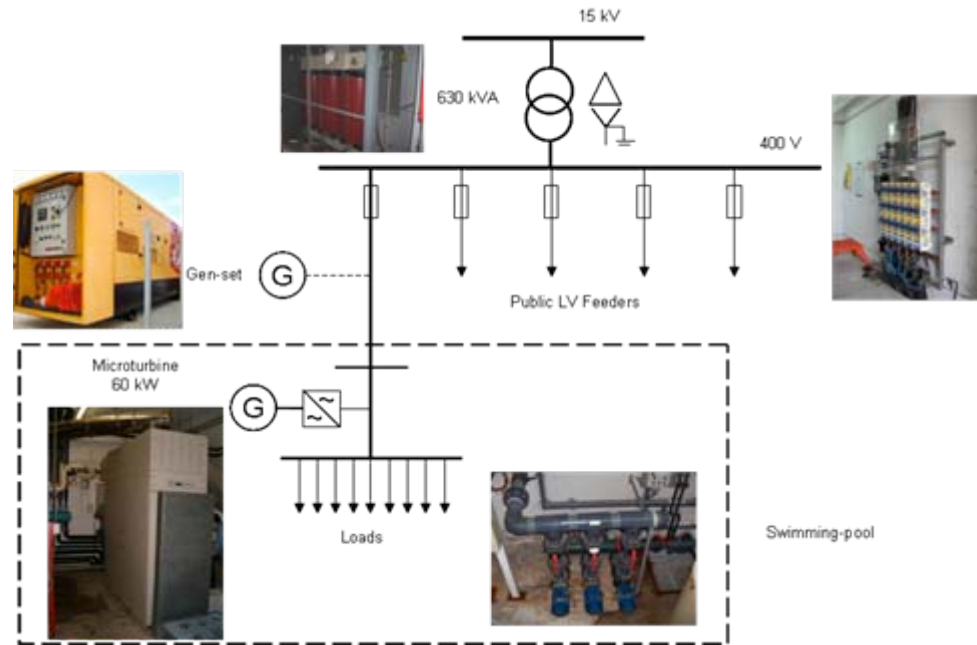 15 kV
630 kVA
400 V
Gen-set
G
Public LV Feeders
Microturbine
60 kW
G
Loads
Swimming-pool